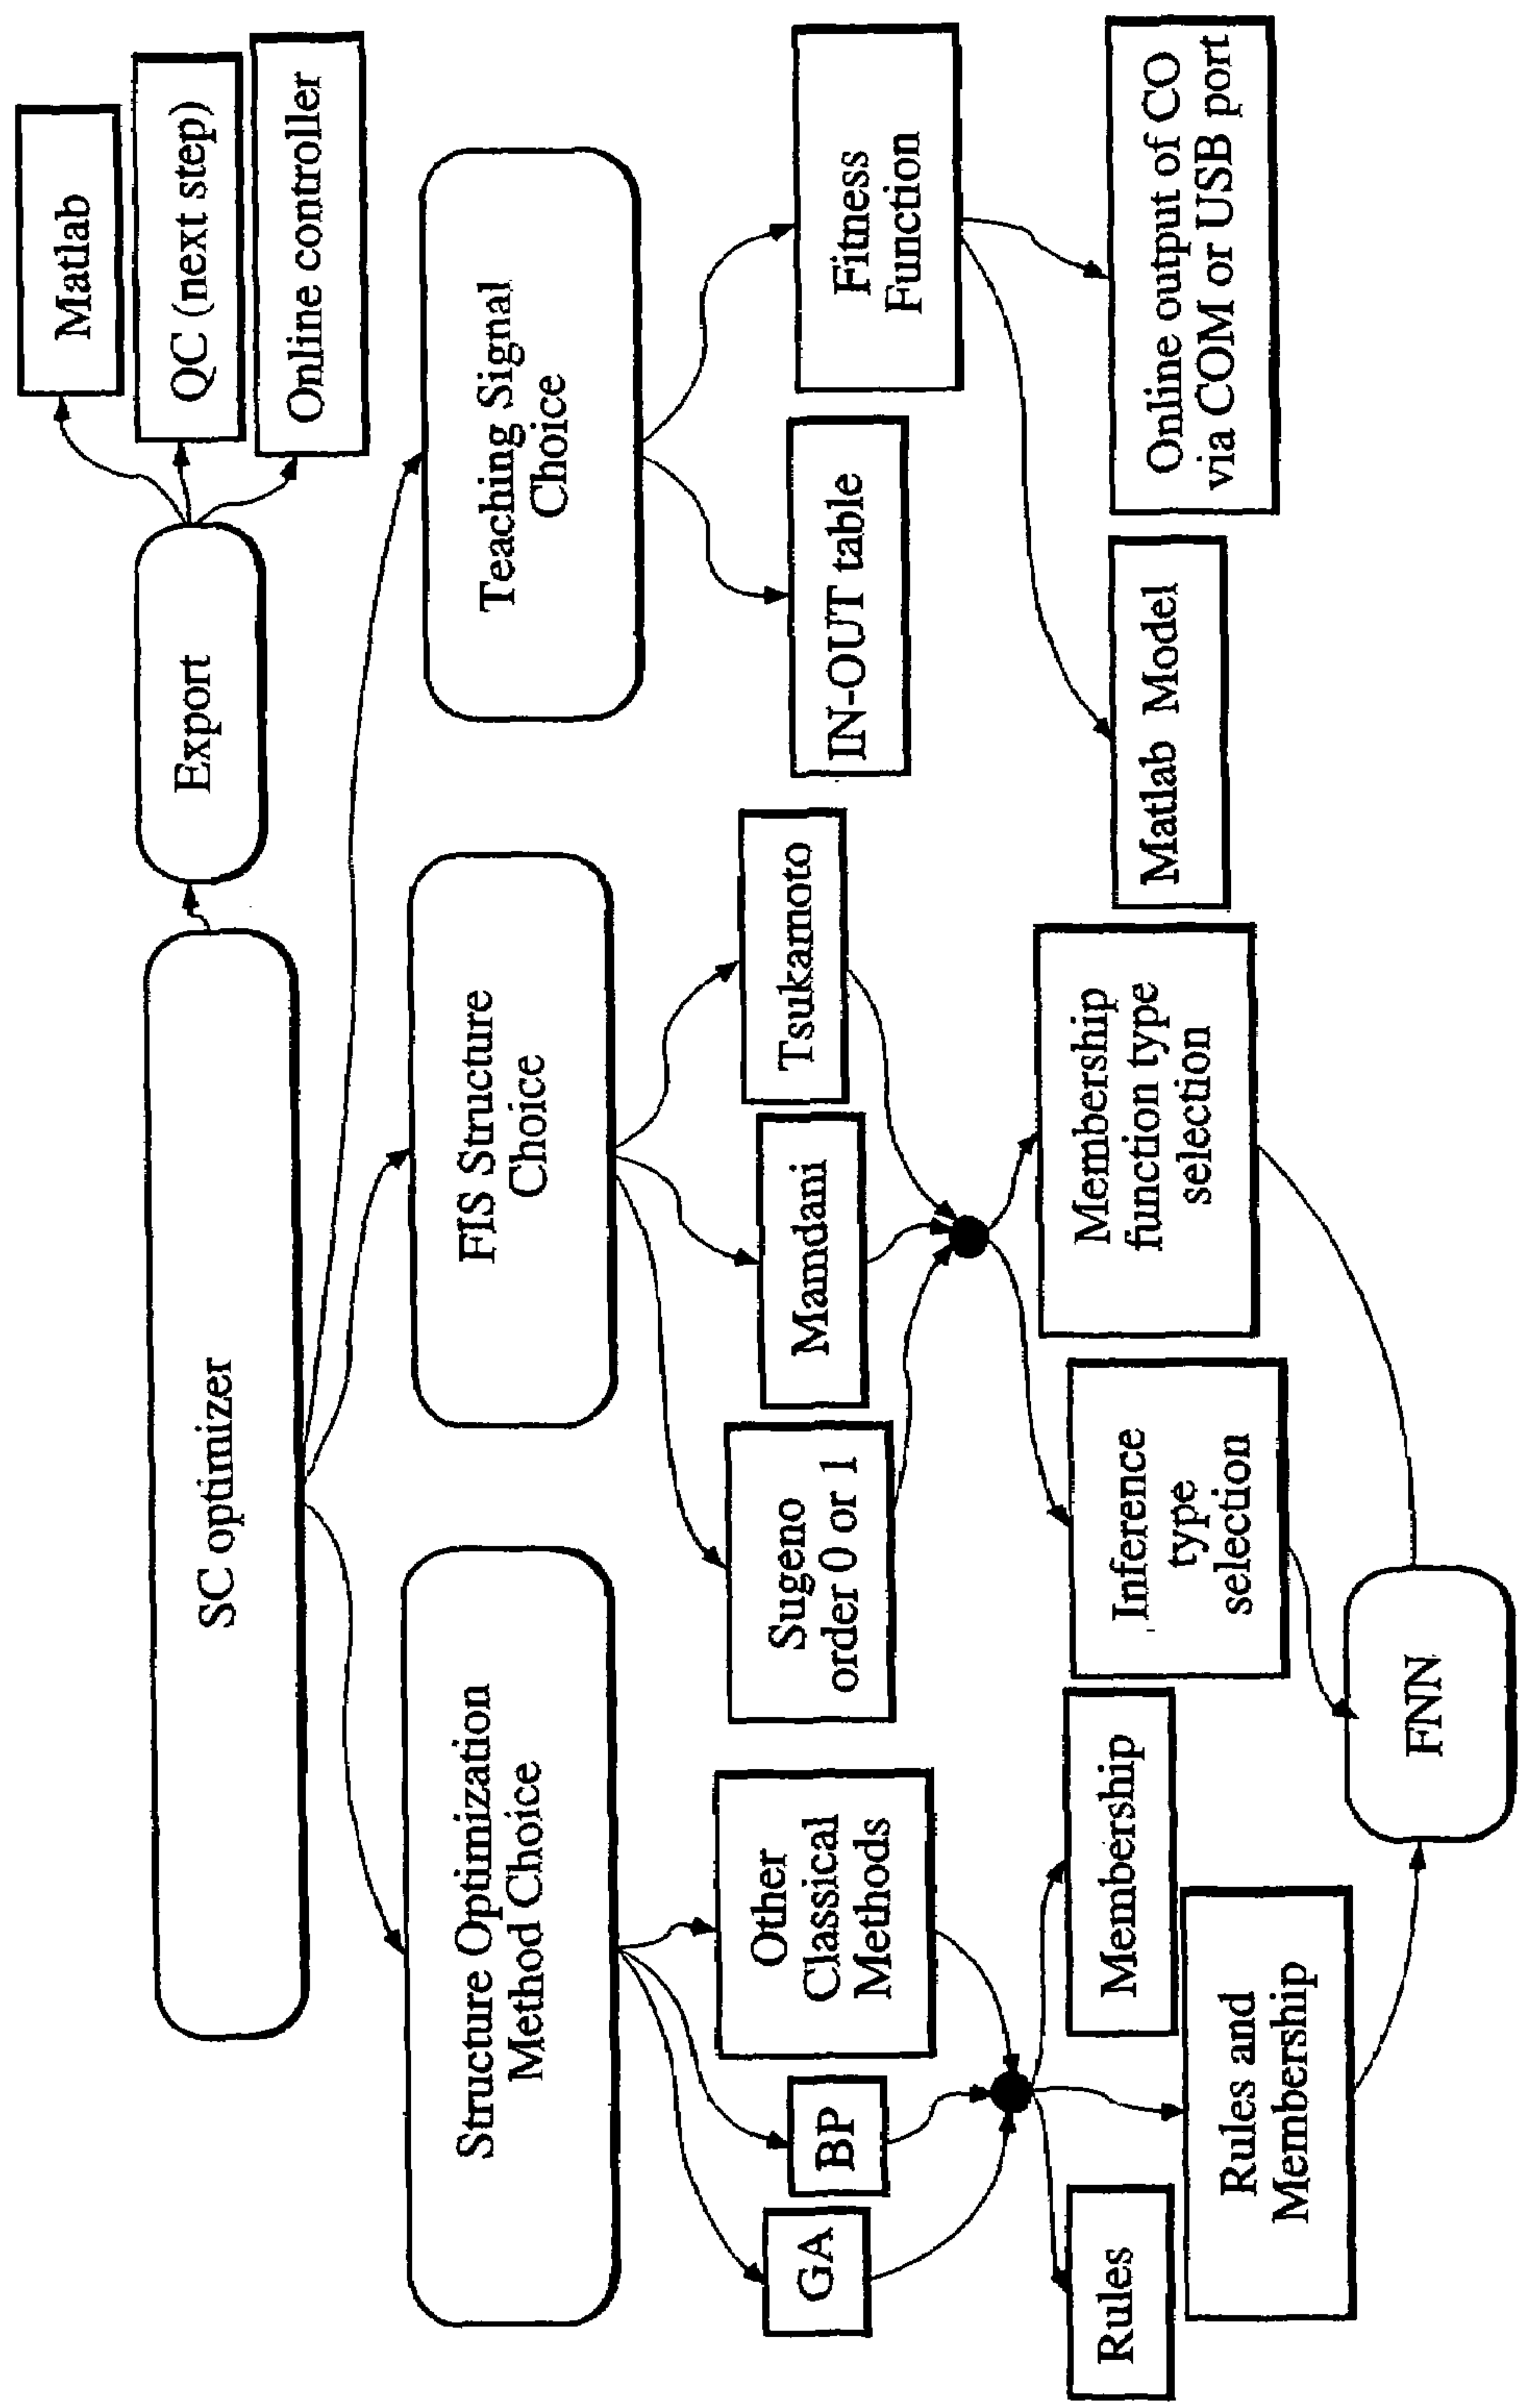 SC optimizer
Export
Matlab
QC (next step)
Online controller
Structure Optimization
Method Choice
FIS Structure
Choice
Teaching Signal
Choice
GA
BP
Other
Classical
Methods
Sugeno
order 0 or 1
Mamdani
Tsukamoto
IN-OUT table
Fitness
Function
Rules
Rules and
Membership
Membership
Inference
type
selection
Membership
function type
selection
Matlab Model
Online output of CO
via COM or USB port
FNN